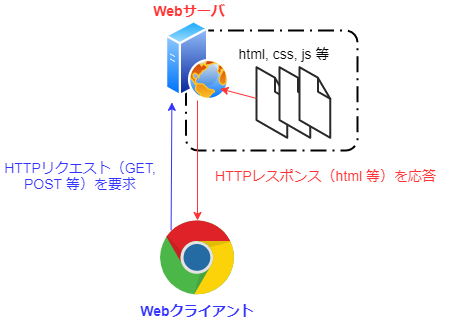 Webサーバ
html, css, js 等
HTTPリクエスト（GET,
POST 等）を要求
HTTPレスポンス（html 等）を応答
Webクライアント